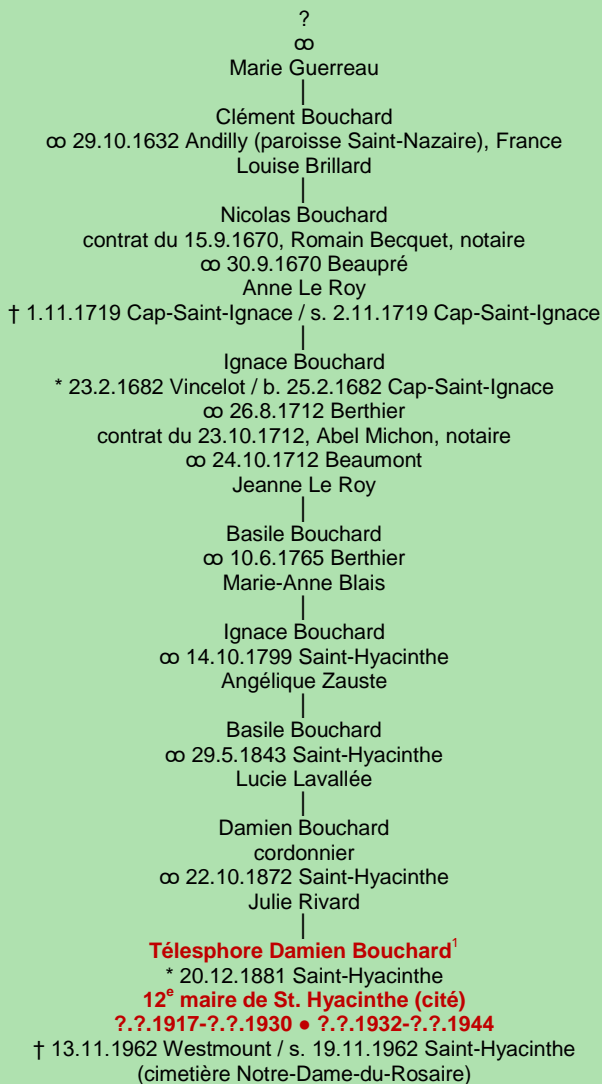 ?
ꝏ
Marie Guerreau
|
Clément Bouchard
ꝏ 29.10.1632 Andilly (paroisse Saint-Nazaire), France
Louise Brillard
|
Nicolas Bouchard
contrat du 15.9.1670, Romain Becquet, notaire
ꝏ 30.9.1670 Beaupré
Anne Le Roy
† 1.11.1719 Cap-Saint-Ignace / s. 2.11.1719 Cap-Saint-Ignace
|
Ignace Bouchard
* 23.2.1682 Vincelot / b. 25.2.1682 Cap-Saint-Ignace
ꝏ 26.8.1712 Berthier
contrat du 23.10.1712, Abel Michon, notaire
ꝏ 24.10.1712 Beaumont
Jeanne Le Roy
|
Basile Bouchard
ꝏ 10.6.1765 Berthier
Marie-Anne Blais
|
Ignace Bouchard
ꝏ 14.10.1799 Saint-Hyacinthe
Angélique Zauste
|
Basile Bouchard
ꝏ 29.5.1843 Saint-Hyacinthe
Lucie Lavallée
|
Damien Bouchard
cordonnier
ꝏ 22.10.1872 Saint-Hyacinthe
Julie Rivard
|
Télesphore Damien Bouchard¹
* 20.12.1881 Saint-Hyacinthe
12ᵉ maire de St. Hyacinthe (cité)
?.?.1917-?.?.1930 ● ?.?.1932-?.?.1944
† 13.11.1962 Westmount / s. 19.11.1962 Saint-Hyacinthe
(cimetière Notre-Dame-du-Rosaire)